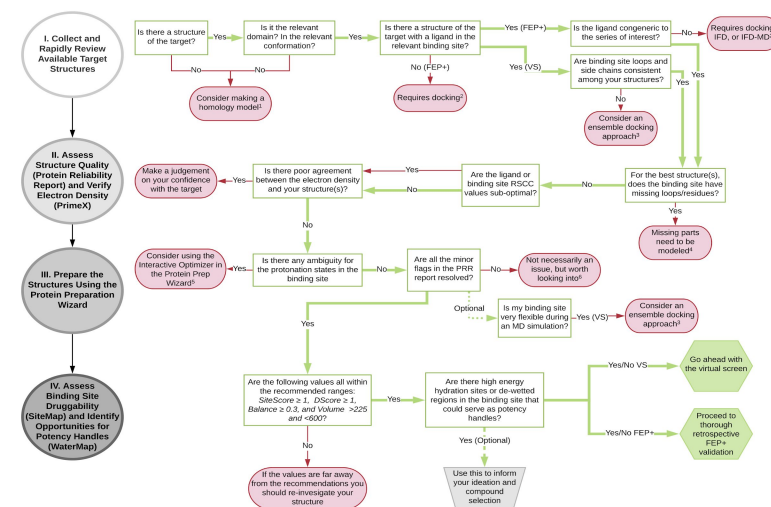 I. Collect and
Rapidly Review
Available Target
Structures
Is there a structure
of the target?
Yes
Is it the relevant
domain? In the
relevant
conformation?
Yes
Is there a structure of the
target with a ligand in the
relevant binding site?
Yes (FEP+)
Is the ligand congeneric to
the series of interest?
No
Requires docking
IFD, or IFD-MD
No
No
Consider making a
homology model¹
No (FEP+)
Requires docking²
Yes (VS)
Are binding site loops and
side chains consistent
among your structures?
Yes
Yes
No
Consider an
ensemble docking
approach³
II. Assess
Structure Quality
(Protein Reliability
Report) and Verify
Electron Density
(PrimeX)
Make a judgement
on your confidence
with the target
Yes
Is there poor agreement
between the electron density
and your structure(s)?
Yes
No
Are the ligand or
binding site RSCC
values sub-optimal?
No
For the best structure(s),
does the binding site have
missing loops/residues?
Yes
Missing parts
need to be
modeled⁴
No
III. Prepare the
Structures Using the
Protein Preparation
Wizard
Consider using the
Interactive Optimizer in
the Protein Prep
Wizard⁵
Yes
Is there any ambiguity for
the protonation states in the
binding site
No
Are all the minor
flags in the PRR
report resolved?
No
Not necessarily an
issue, but worth
looking into⁶
Optional
Is my binding site
very flexible during
an MD simulation?
Yes (VS)
Consider an
ensemble docking
approach³
Yes
IV. Assess
Binding Site
Druggability
(SiteMap) and Identify
Opportunities for
Potency Handles
(WaterMap)
Are the following values all within
the recommended ranges:
SiteScore ≥ 1, DScore ≥ 1,
Balance ≥ 0.3, and Volume >225
and <600?
Yes
Are there high energy
hydration sites or de-wetted
regions in the binding site that
could serve as potency
handles?
Yes/No VS
Go ahead with
the virtual screen
Yes/No FEP+
Proceed to
thorough
retrospective
FEP+
validation
No
If the values are far away
from the recommendations you
should re-invesigate your
structure
Yes (Optional)
Use this to inform
your ideation and
compound
selection